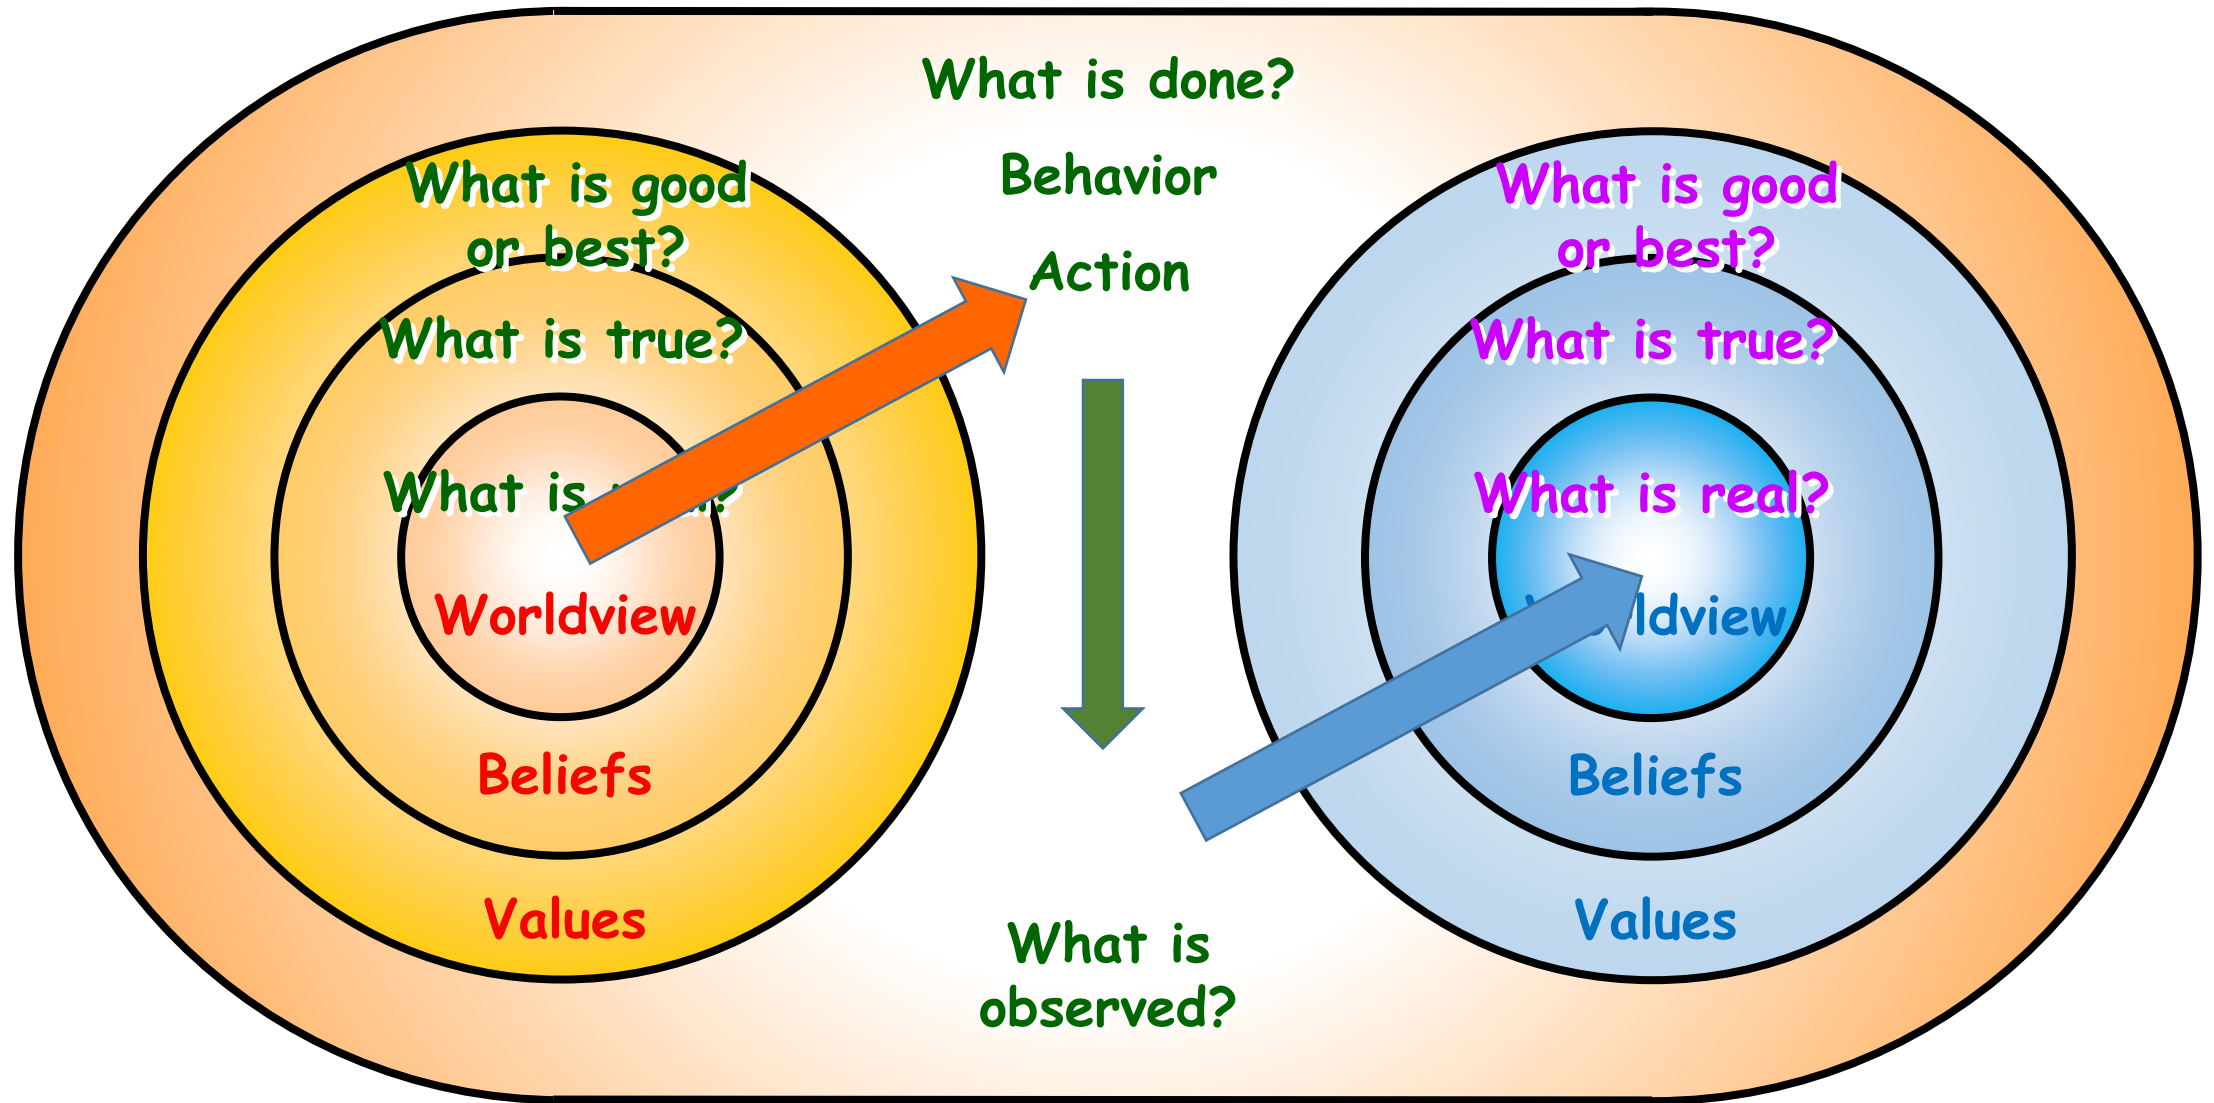 What is done?
Behavior
Action
What is good
or best?
What is true?
What is
Worldview
Beliefs
Values
What is good
or best?
What is true?
What is real?
Worldview
Beliefs
Values
What is
observed?